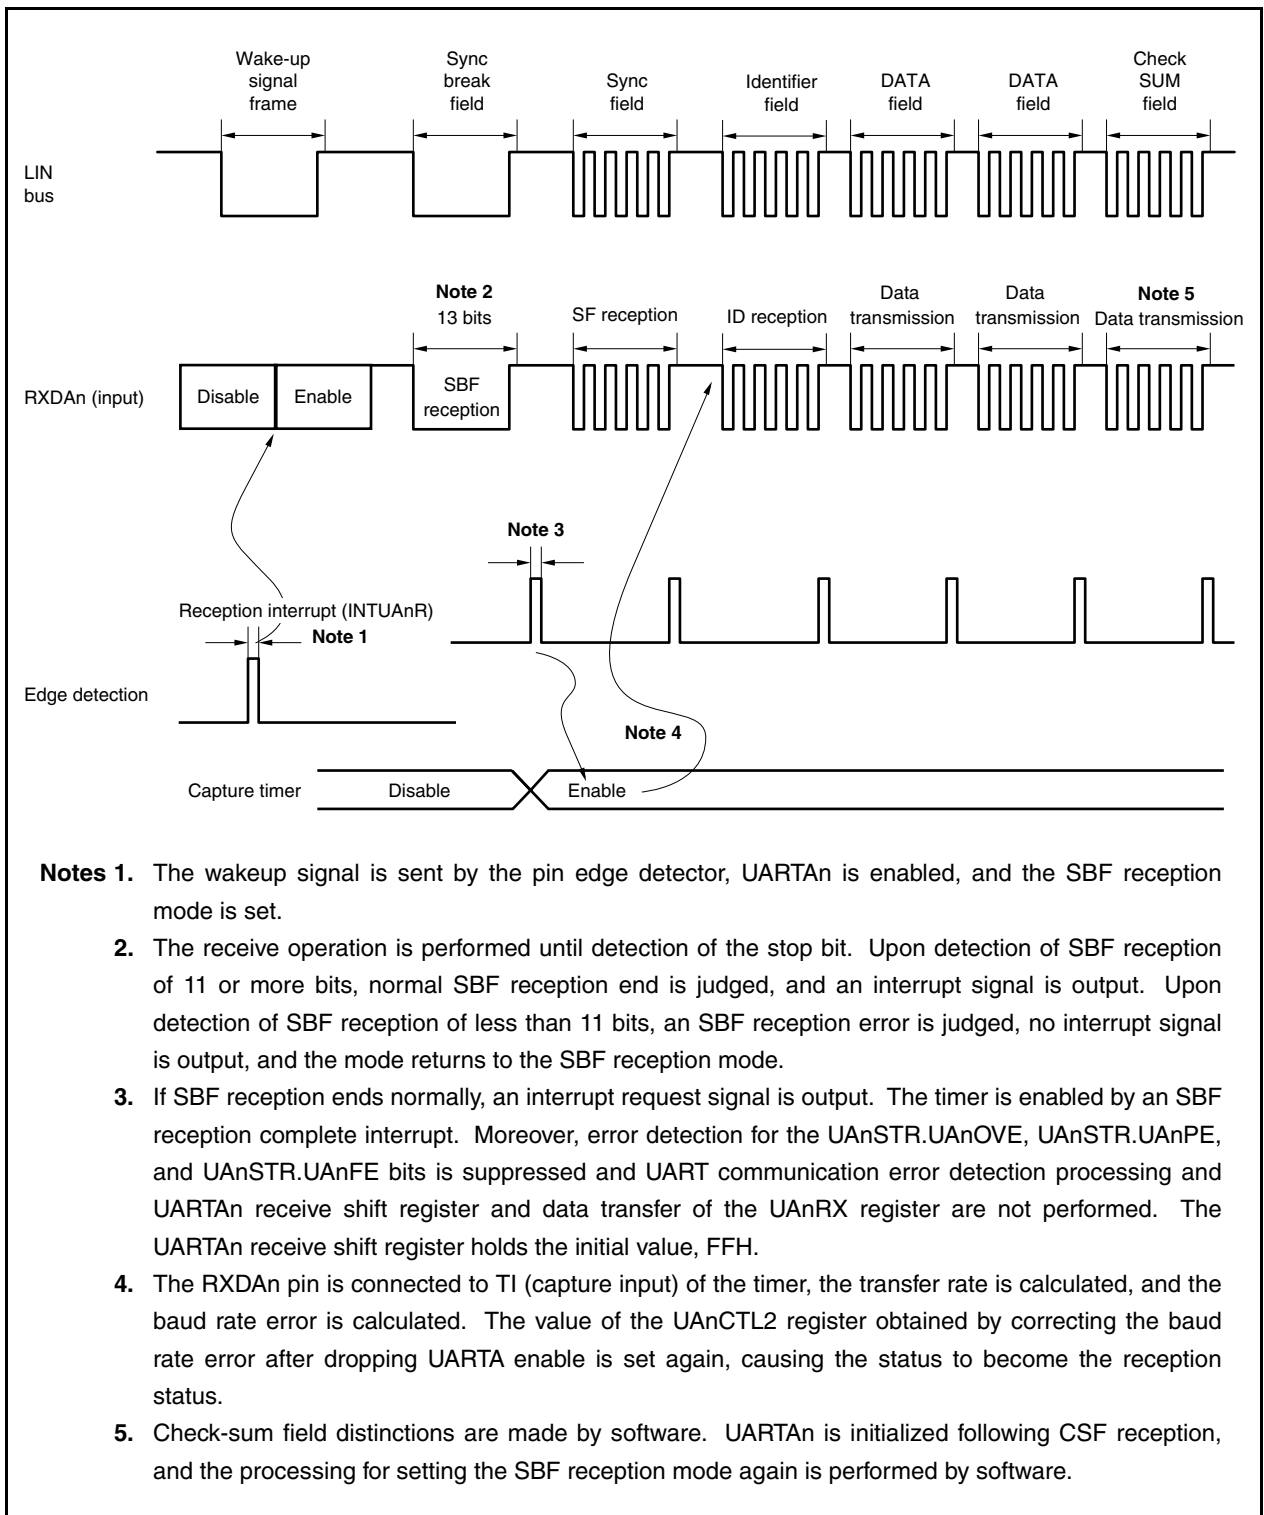 Wake-up
signal
frame
Sync
break
field
Sync
field
Identifier
field
DATA
field
DATA
field
Check
SUM
field
LIN
bus
Note 2
13 bits
SF reception
ID reception
Data
transmission
Data
transmission
Note 5
Data transmission
RXDAn (input)
Disable
Enable
SBF
reception
Note 3
Reception interrupt (INTUAnR)
Note 1
Edge detection
Note 4
Capture timer
Disable
Enable
Notes 1. The wakeup signal is sent by the pin edge detector, UARTAn is enabled, and the SBF reception
mode is set.
2. The receive operation is performed until detection of the stop bit. Upon detection of SBF reception
of 11 or more bits, normal SBF reception end is judged, and an interrupt signal is output. Upon
detection of SBF reception of less than 11 bits, an SBF reception error is judged, no interrupt signal
is output, and the mode returns to the SBF reception mode.
3. If SBF reception ends normally, an interrupt request signal is output. The timer is enabled by an SBF
reception complete interrupt. Moreover, error detection for the UAnSTR.UAnOVE, UAnSTR.UAnPE,
and UAnSTR.UAnFE bits is suppressed and UART communication error detection processing and
UARTAn receive shift register and data transfer of the UAnRX register are not performed. The
UARTAn receive shift register holds the initial value, FFH.
4. The RXDAn pin is connected to TI (capture input) of the timer, the transfer rate is calculated, and the
baud rate error is calculated. The value of the UAnCTL2 register obtained by correcting the baud
rate error after dropping UARTA enable is set again, causing the status to become the reception
status.
5. Check-sum field distinctions are made by software. UARTAn is initialized following CSF reception,
and the processing for setting the SBF reception mode again is performed by software.